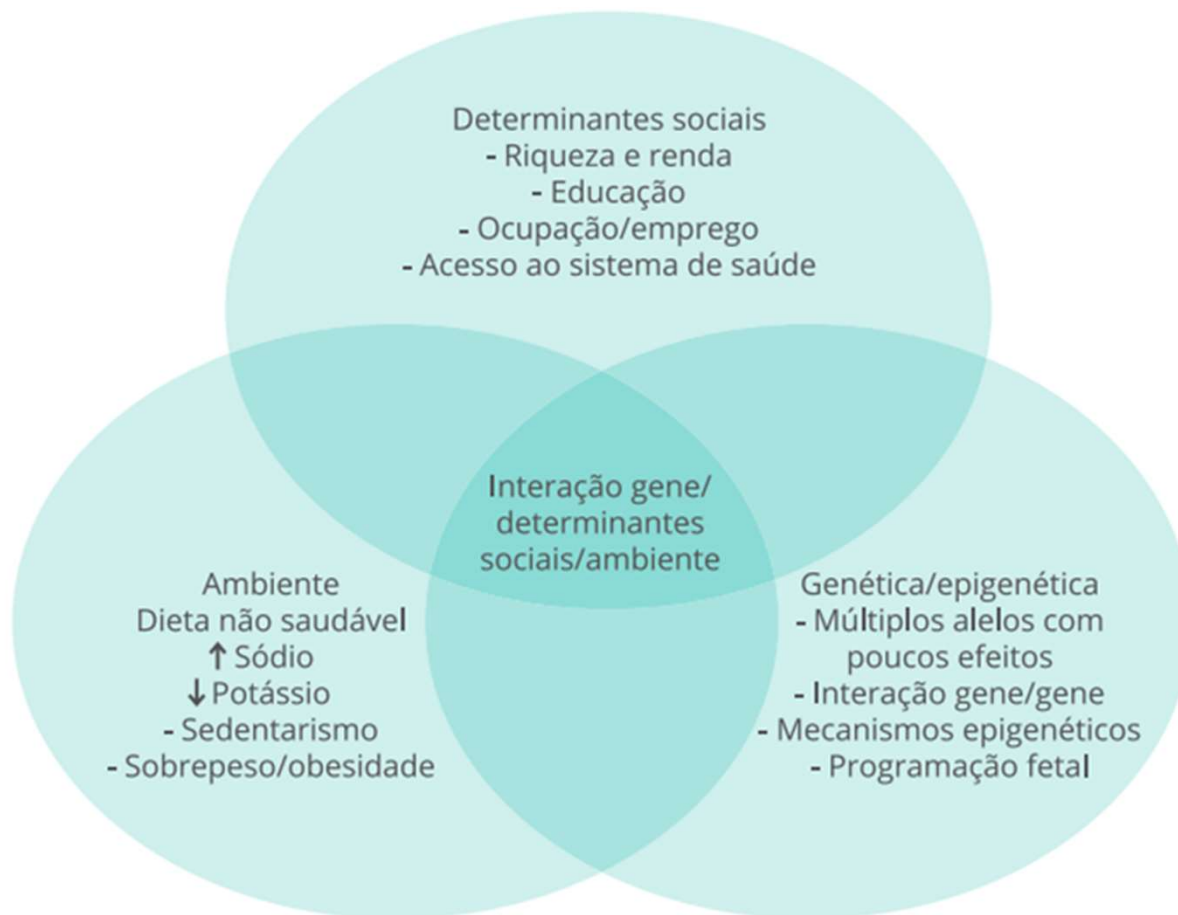 Determinantes sociais
- Riqueza e renda
- Educação
- Ocupação/emprego
- Acesso ao sistema de saúde
Interação gene/
determinantes
sociais/ambiente
Ambiente
Dieta não saudável
↑ Sódio
↓ Potássio
- Sedentarismo
- Sobrepeso/obesidade
Genética/epigenética
- Múltiplos alelos com
poucos efeitos
- Interação gene/gene
- Mecanismos epigenéticos
- Programação fetal